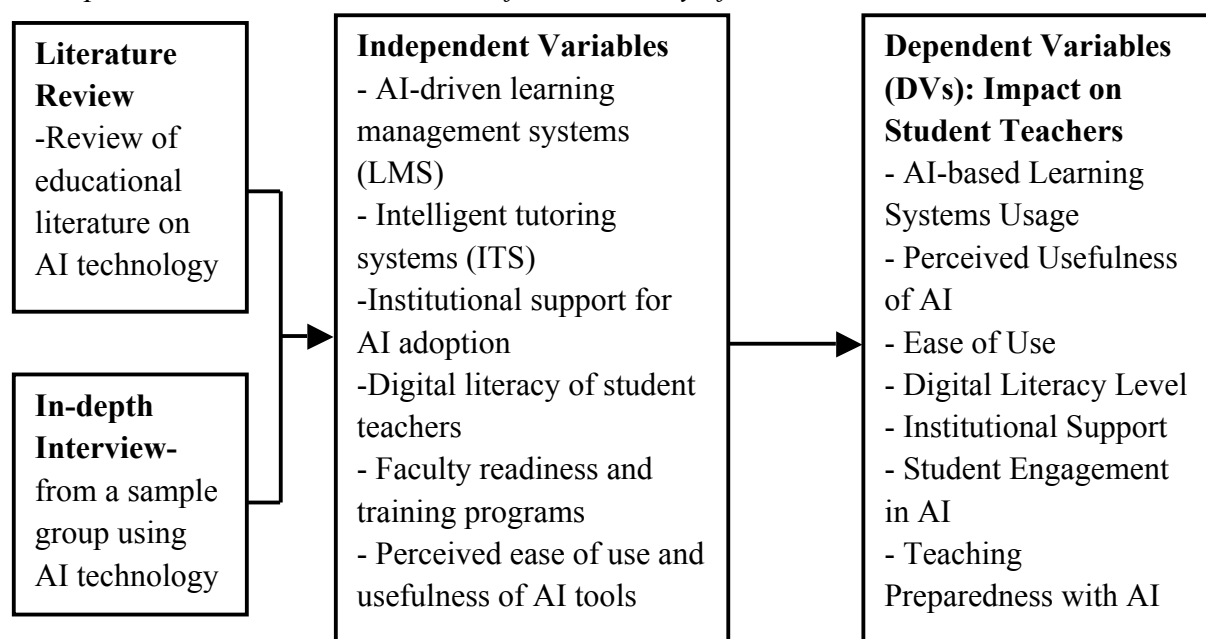 Literature
Review
-Review of
educational
literature on
AI technology
In-depth
Interview-
from a sample
group using
AI technology
Independent Variables
- AI-driven learning
management systems
(LMS)
- Intelligent tutoring
systems (ITS)
-Institutional support for
AI adoption
-Digital literacy of student
teachers
- Faculty readiness and
training programs
- Perceived ease of use and
usefulness of AI tools
Dependent Variables
(DVs): Impact on
Student Teachers
- AI-based Learning
Systems Usage
- Perceived Usefulness
of AI
- Ease of Use
- Digital Literacy Level
- Institutional Support
- Student Engagement
in AI
- Teaching
Preparedness with AI